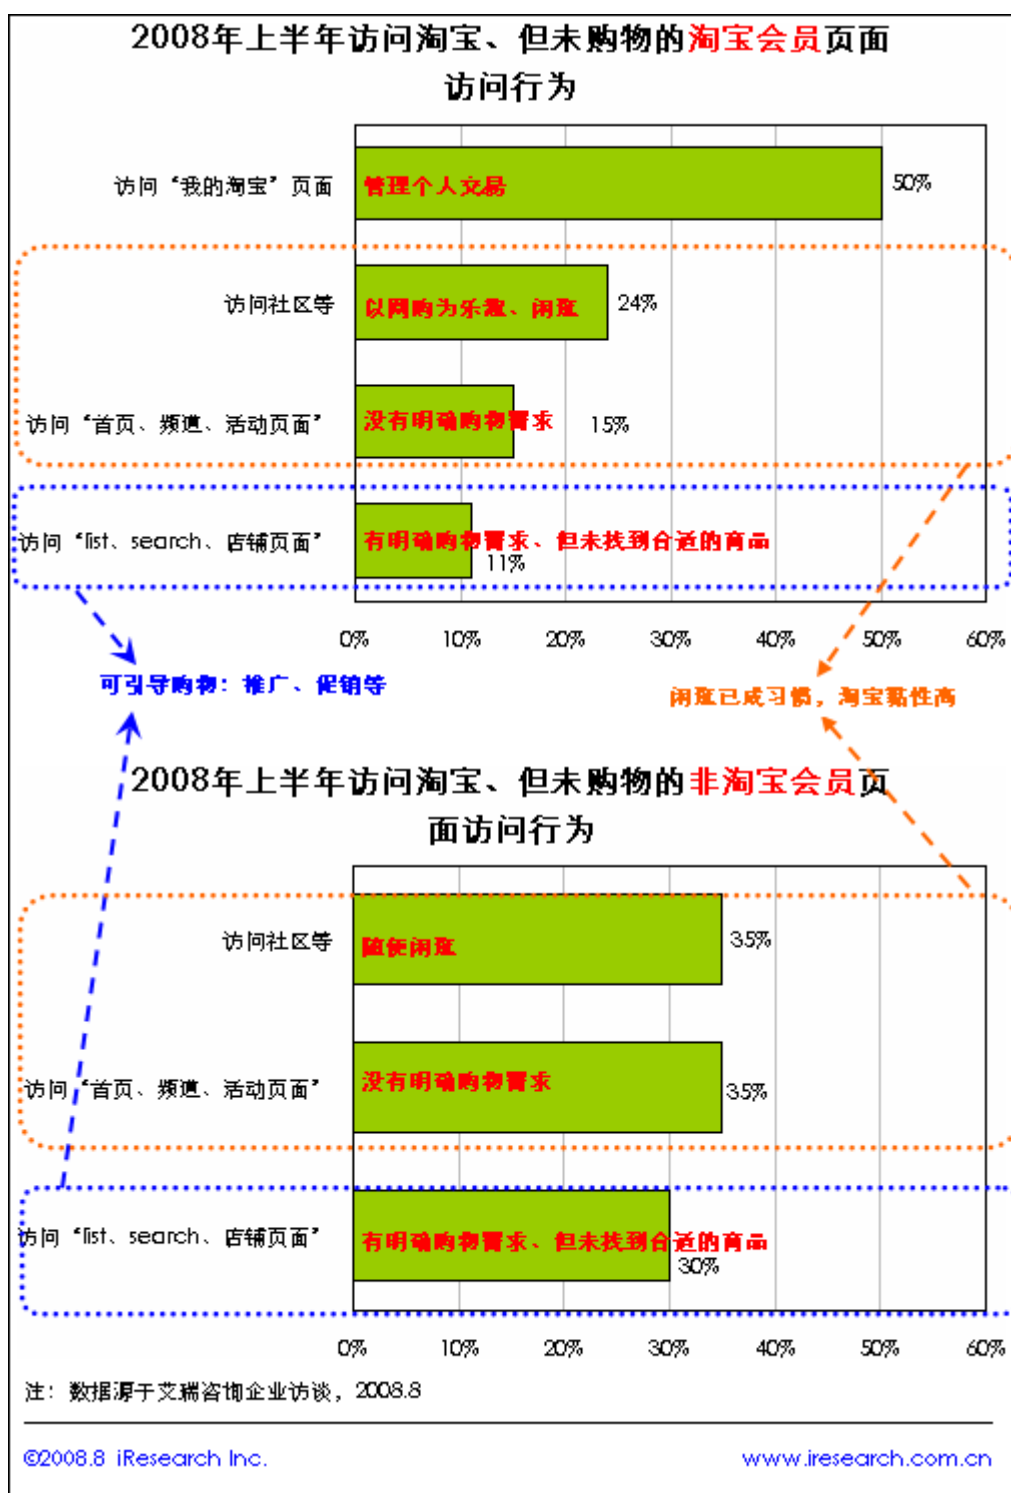 2008年上半年访问淘宝、但未购物的淘宝会员页面
访问行为
访问“我的淘宝”页面
管理个人交易
50%
访问社区等
以网购为乐趣、闲逛
24%
访问“首页、频道、活动页面”
没有明确购物需求
15%
访问“list、search、店铺页面”
有明确购物需求、但未找到合适的商品
11%
0% 10% 20% 30% 40% 50% 60%
可引导购物：推广、促销等
闲逛已成习惯，淘宝黏性高
2008年上半年访问淘宝、但未购物的非淘宝会员页
面访问行为
访问社区等
随便闲逛
35%
访问“首页、频道、活动页面”
没有明确购物需求
35%
访问“list、search、店铺页面”
有明确购物需求、但未找到合适的商品
30%
0% 10% 20% 30% 40% 50% 60%
注：数据源于艾瑞咨询企业访谈，2008.8
©2008.8 iResearch Inc.
www.iresearch.com.cn